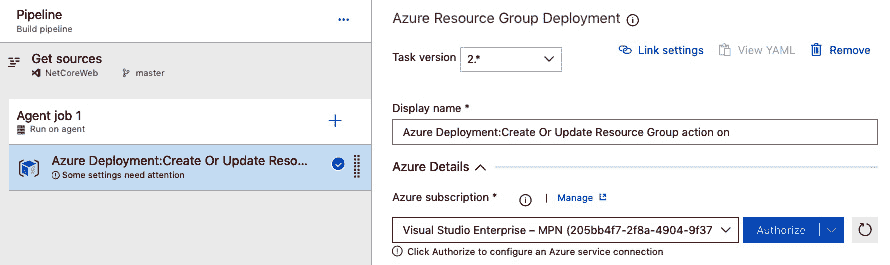 Pipeline
Build pipeline
...
Get sources
NetCoreWeb master
Agent job 1
Run on agent
+
Azure Deployment:Create Or Update Reso...
Some settings need attention
Azure Resource Group Deployment
Task version 2.*
Link settings View YAML Remove
Display name *
Azure Deployment:Create Or Update Resource Group action on
Azure Details
Azure subscription * | Manage
Visual Studio Enterprise – MPN (205bb4f7-2f8a-4904-9f37
Authorize
Click Authorize to configure an Azure service connection